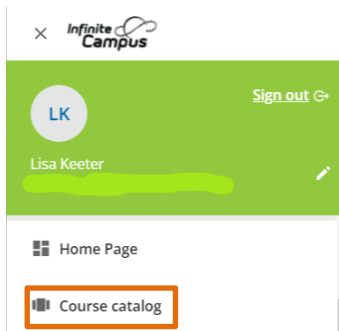 Infinite
Campus
Sign out
LK
Lisa Keeter
Home Page
Course catalog